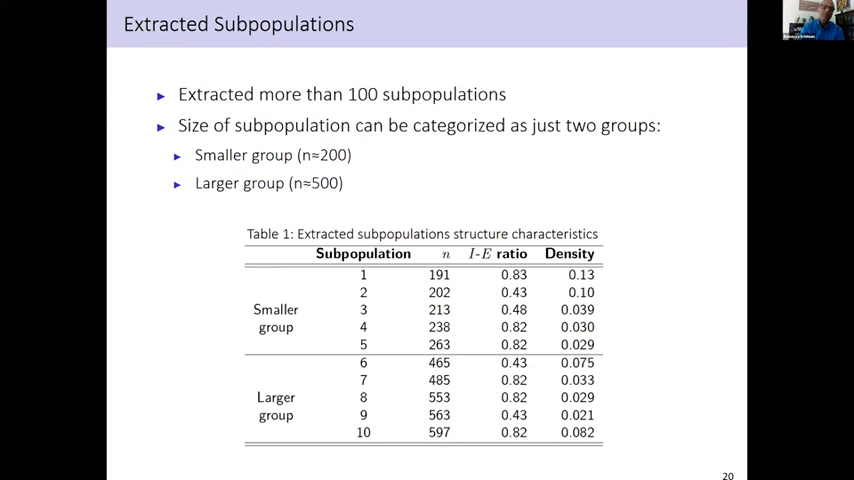 Extracted Subpopulations
► Extracted more than 100 subpopulations
► Size of subpopulation can be categorized as just two groups:
► Smaller group (n≈200)
► Larger group (n≈500)
Table 1: Extracted subpopulations structure characteristics
Subpopulation n I-E ratio Density
1 191 0.83 0.13
2 202 0.43 0.10
Smaller 3 213 0.48 0.039
group 4 238 0.82 0.030
5 263 0.82 0.029
6 465 0.43 0.075
7 485 0.82 0.033
Larger 8 553 0.82 0.029
group 9 563 0.43 0.021
10 597 0.82 0.082
20